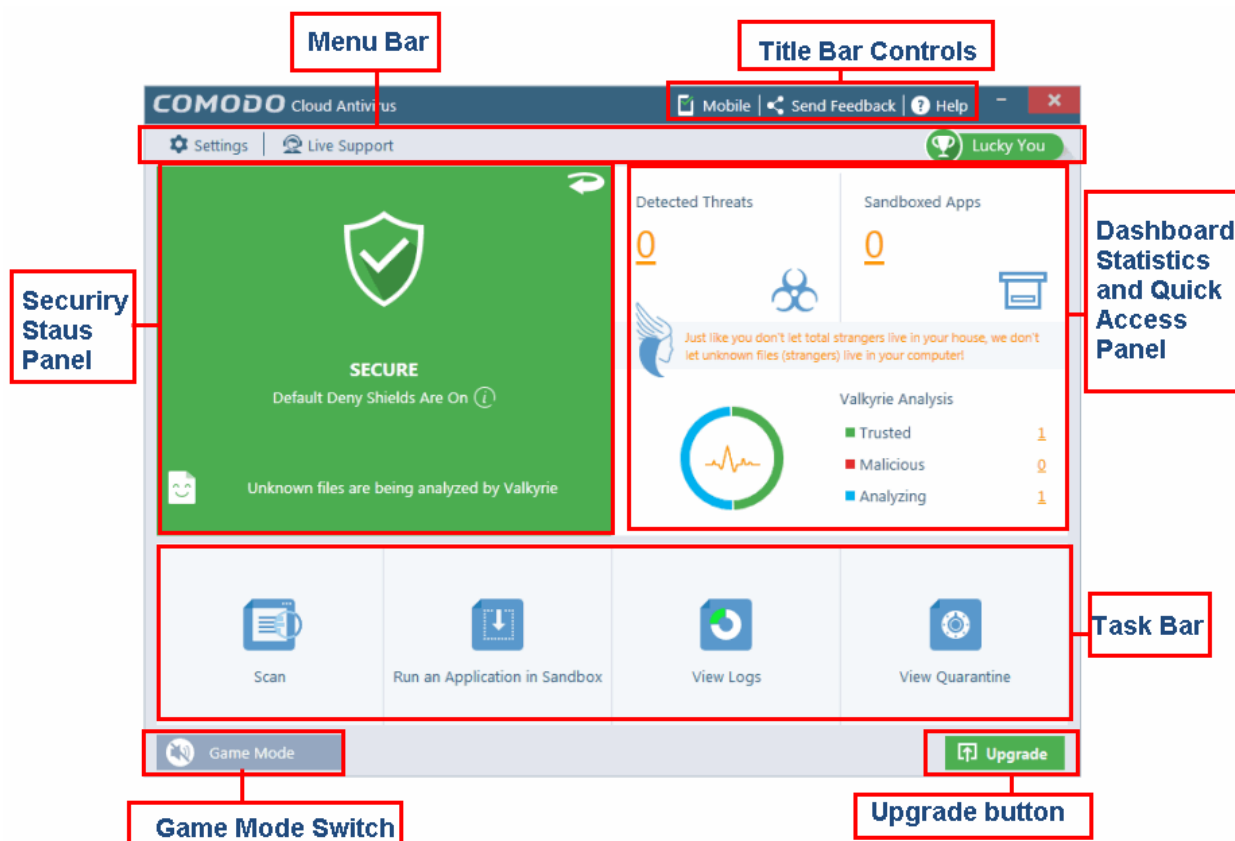 Menu Bar
Title Bar Controls
COMODO Cloud Antivirus
Mobile
Send Feedback
Help
Settings
Live Support
Lucky You
Securiry
Staus
Panel
SECURE
Default Deny Shields Are On
Unknown files are being analyzed by Valkyrie
Detected Threats
0
Sandboxed Apps
0
Just like you don't let total strangers live in your house, we don't
let unknown files (strangers) live in your computer!
Valkyrie Analysis
Trusted 1
Malicious 0
Analyzing 1
Dashboard
Statistics
and Quick
Access
Panel
Scan
Run an Application in Sandbox
View Logs
View Quarantine
Task Bar
Game Mode
Upgrade
Game Mode Switch
Upgrade button